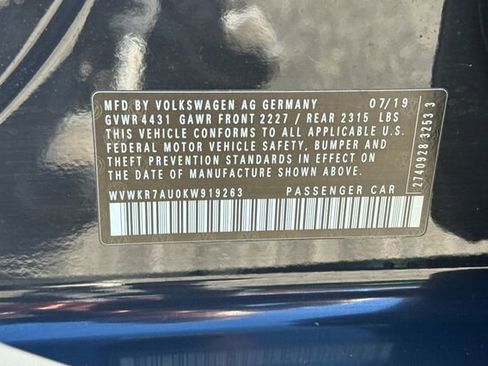 MFD BY VOLKSWAGEN AG GERMANY 07/19
GVWR 4431 GAWR FRONT 2227 / REAR 2315 LBS
THIS VEHICLE CONFORMS TO ALL APPLICABLE U.S.
FEDERAL MOTOR VEHICLE SAFETY, BUMPER AND
THEFT PREVENTION STANDARDS IN EFFECT ON
THE DATE OF MANUFACTURE SHOWN ABOVE.
WVWKR7AU0KW919263 PASSENGER CAR
2740928 3253 3